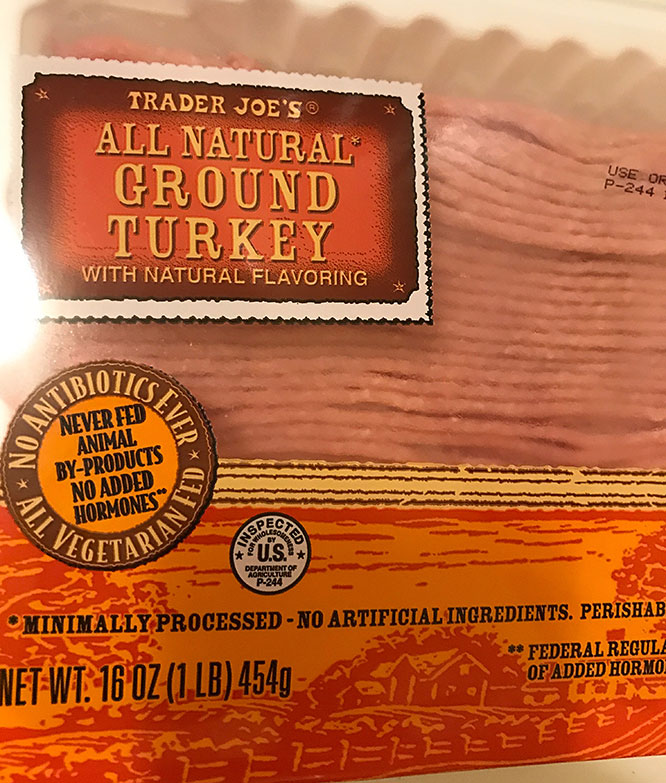 TRADER JOE'S®
ALL NATURAL*
GROUND
TURKEY
WITH NATURAL FLAVORING
USE OR
P-244
NO ANTIBIOTICS EVER
NEVER FED
ANIMAL
BY-PRODUCTS
NO ADDED
HORMONES**
ALL VEGETARIAN FED
INSPECTED
FOR WHOLESOMENESS
BY
U.S.
DEPARTMENT OF
AGRICULTURE
P-244
*MINIMALLY PROCESSED - NO ARTIFICIAL INGREDIENTS. PERISHAB
** FEDERAL REGULA
OF ADDED HORMO
NET WT. 16 OZ (1 LB) 454g